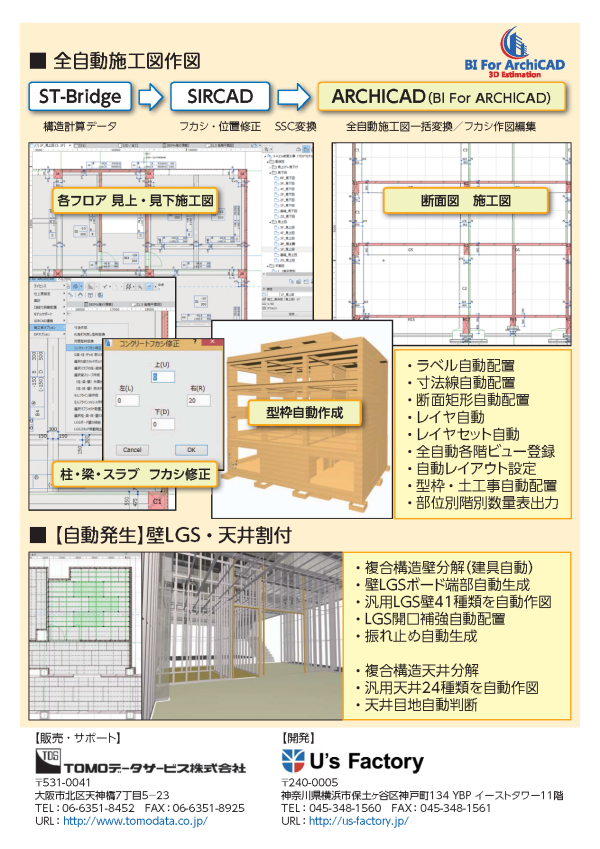 ■ 全自動施工図作図
BI For ArchiCAD
3D Estimation
ST-Bridge
SIRCAD
ARCHICAD (BI For ARCHICAD)
構造計算データ
フカシ・位置修正
SSC変換
全自動施工図一括変換／フカシ作図編集
各フロア 見上・見下施工図
断面図　施工図
コンクリートフカシ修正
上(U)
0
左(L)
右(R)
0
20
下(D)
0
Cancel
OK
柱・梁・スラブ フカシ修正
C1
型枠自動作成
・ラベル自動配置
・寸法線自動配置
・断面矩形自動配置
・レイヤ自動
・レイヤセット自動
・全自動各階ビュー登録
・自動レイアウト設定
・型枠・土工事自動配置
・部位別階別数量表出力
■【自動発生】壁LGS・天井割付
・複合構造壁分解（建具自動）
・壁LGSボード端部自動生成
・汎用LGS壁41種類を自動作図
・LGS開口補強自動配置
・振れ止め自動生成
・複合構造天井分解
・汎用天井24種類を自動作図
・天井目地自動判断
【販売・サポート】
TDS
TOMOデータサービス株式会社
〒531-0041
大阪市北区天神橋7丁目5−23
TEL：06-6351-8452　FAX：06-6351-8925
URL：http://www.tomodata.co.jp/
【開発】
U's Factory
〒240-0005
神奈川県横浜市保土ヶ谷区神戸町134 YBP イーストタワー11階
TEL：045-348-1560　FAX：045-348-1561
URL：http://us-factory.jp/